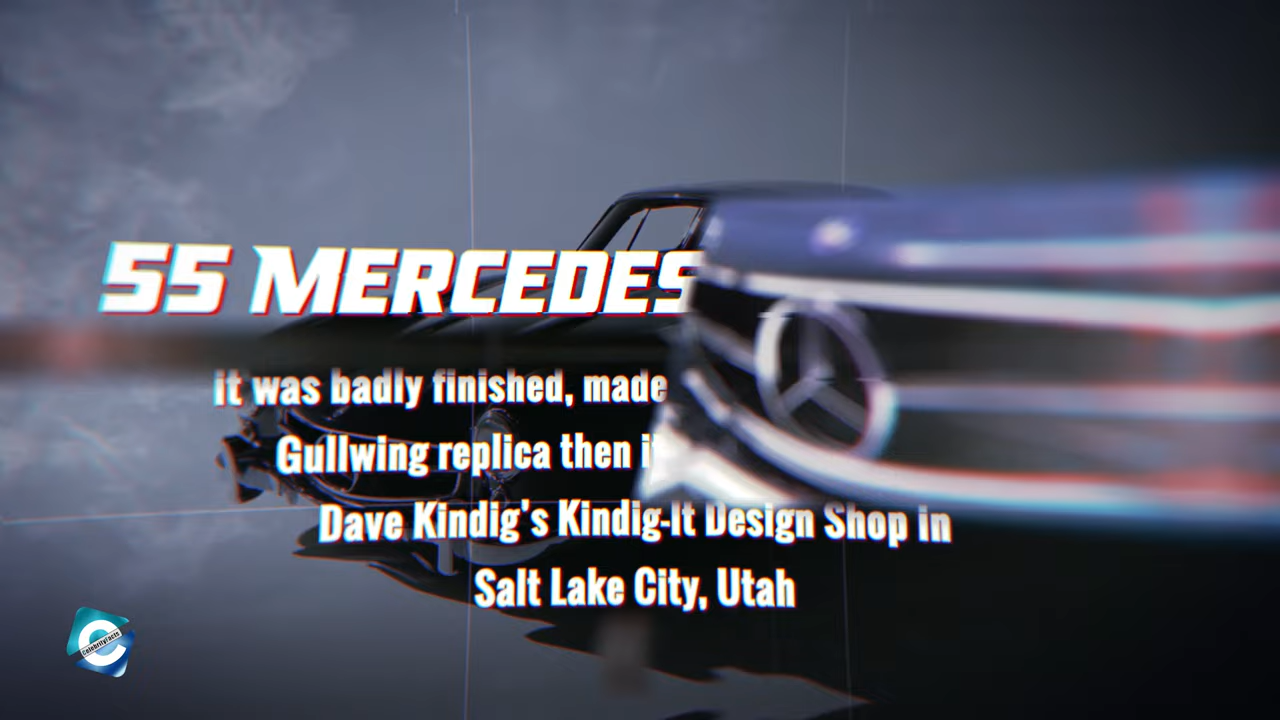 55 MERCEDES
it was badly finished, made
Gullwing replica then
Dave Kindig's Kindig-It Design Shop in
Salt Lake City, Utah
CelebrityFacts